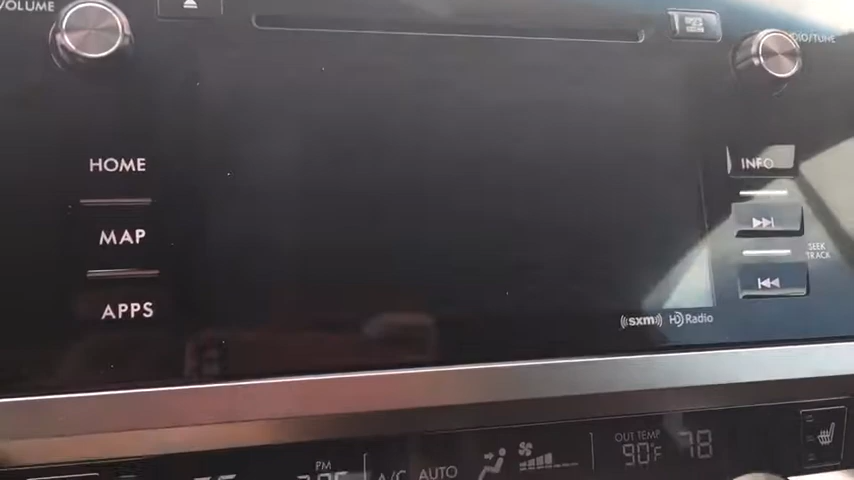 VOLUME
HOME
INFO
MAP
SEEK
TRACK
APPS
sxm HD Radio
OUT TEMP
90°F
78
PM
A/C
AUTO